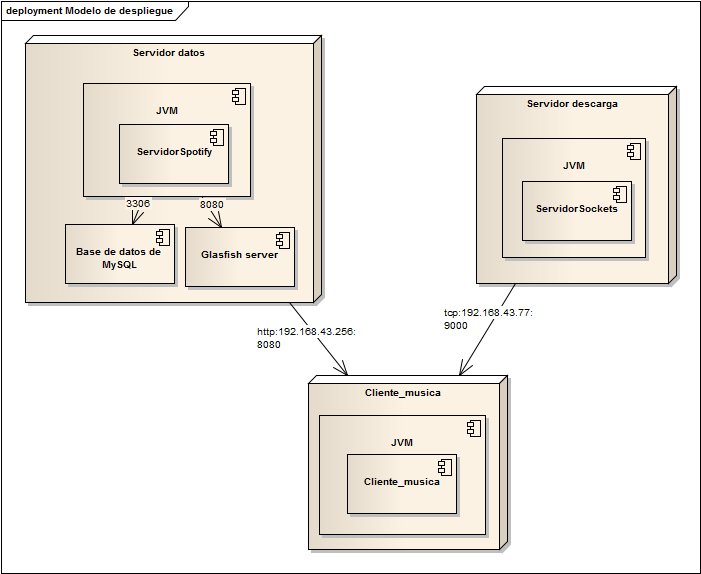 deployment Modelo de despliegue
Servidor datos
JVM
ServidorSpotify
3306
8080
Base de datos de
MySQL
Glasfish server
Servidor descarga
JVM
ServidorSockets
http:192.168.43.256:
8080
tcp:192.168.43.77:
9000
Cliente_musica
JVM
Cliente_musica